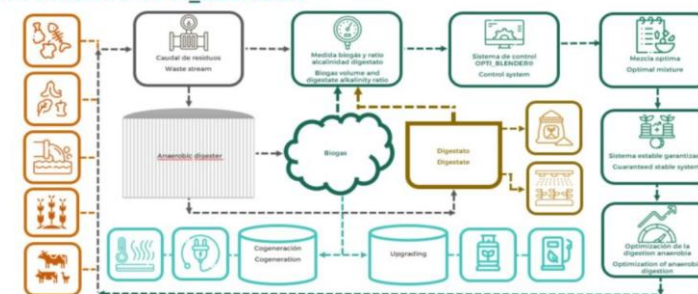 Caudal de residuos
Waste stream
Medida biogás y ratio
alcalinidad digestato
Biogas volume and
digestate alkalinity ratio
Sistema de control
OPTI_BLENDER®
Control system
Mezcla optima
Optimal mixture
Anaerobic digester
Biogas
Digestato
Digestate
Sistema estable garantiza
Guaranteed stable system
Cogeneración
Cogeneration
Upgrading
Optimización de la
digestion anaerobia
Optimization of anaerobi
digestion